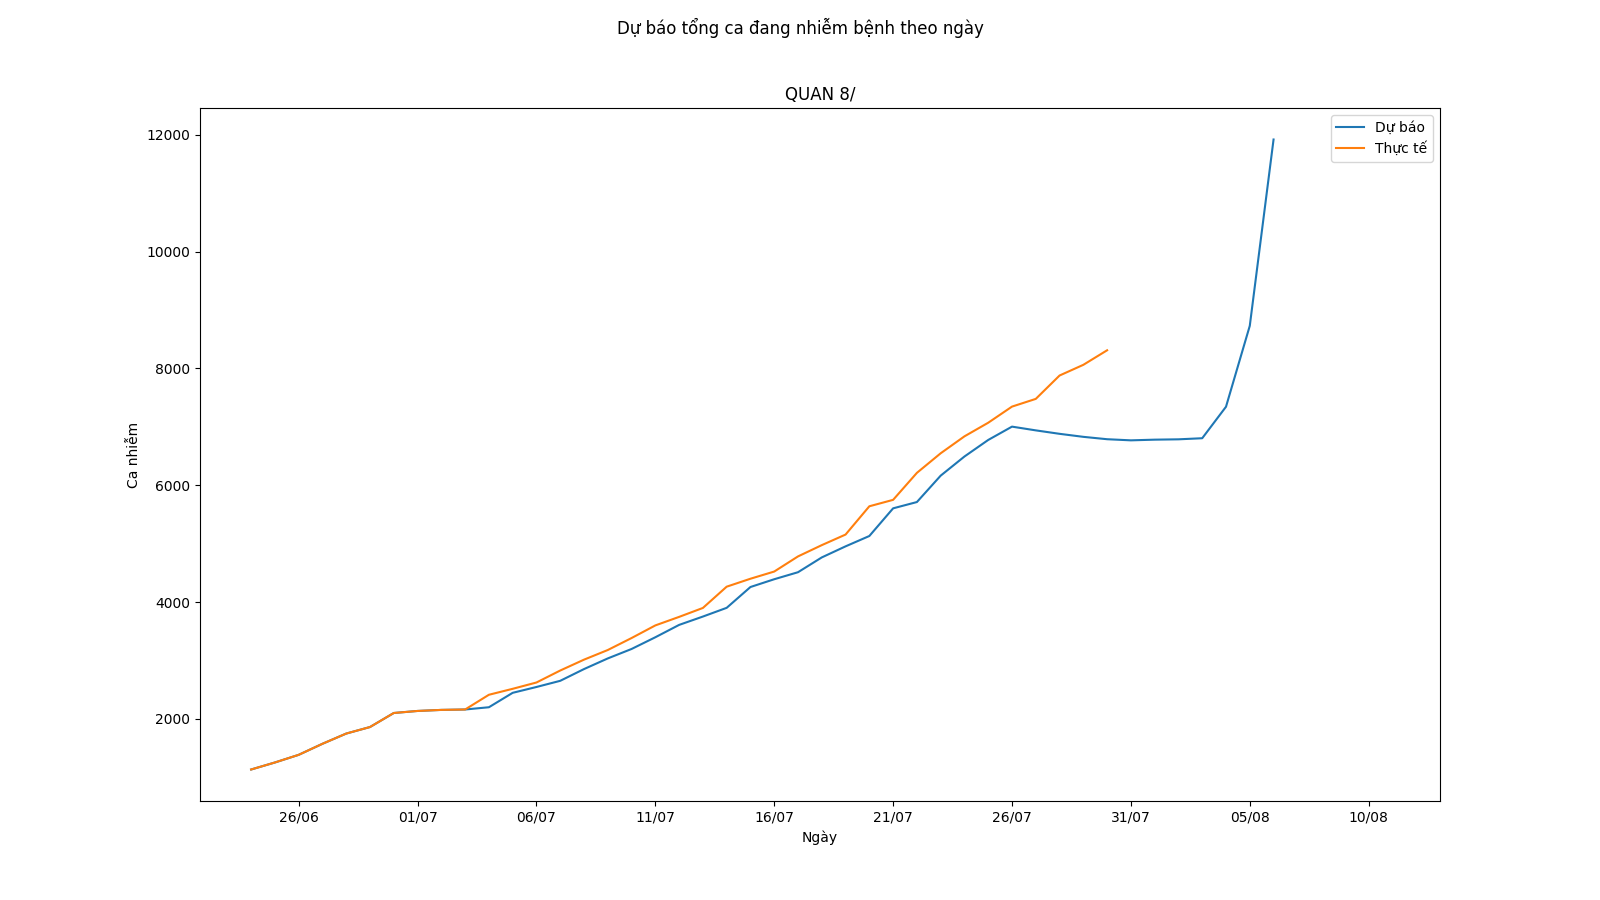 Dự báo tổng ca đang nhiễm bệnh theo ngày
QUAN 8/
Dự báo
Thực tế
12000
10000
8000
6000
4000
2000
Ca nhiễm
26/06 01/07 06/07 11/07 16/07 21/07 26/07 31/07 05/08 10/08
Ngày